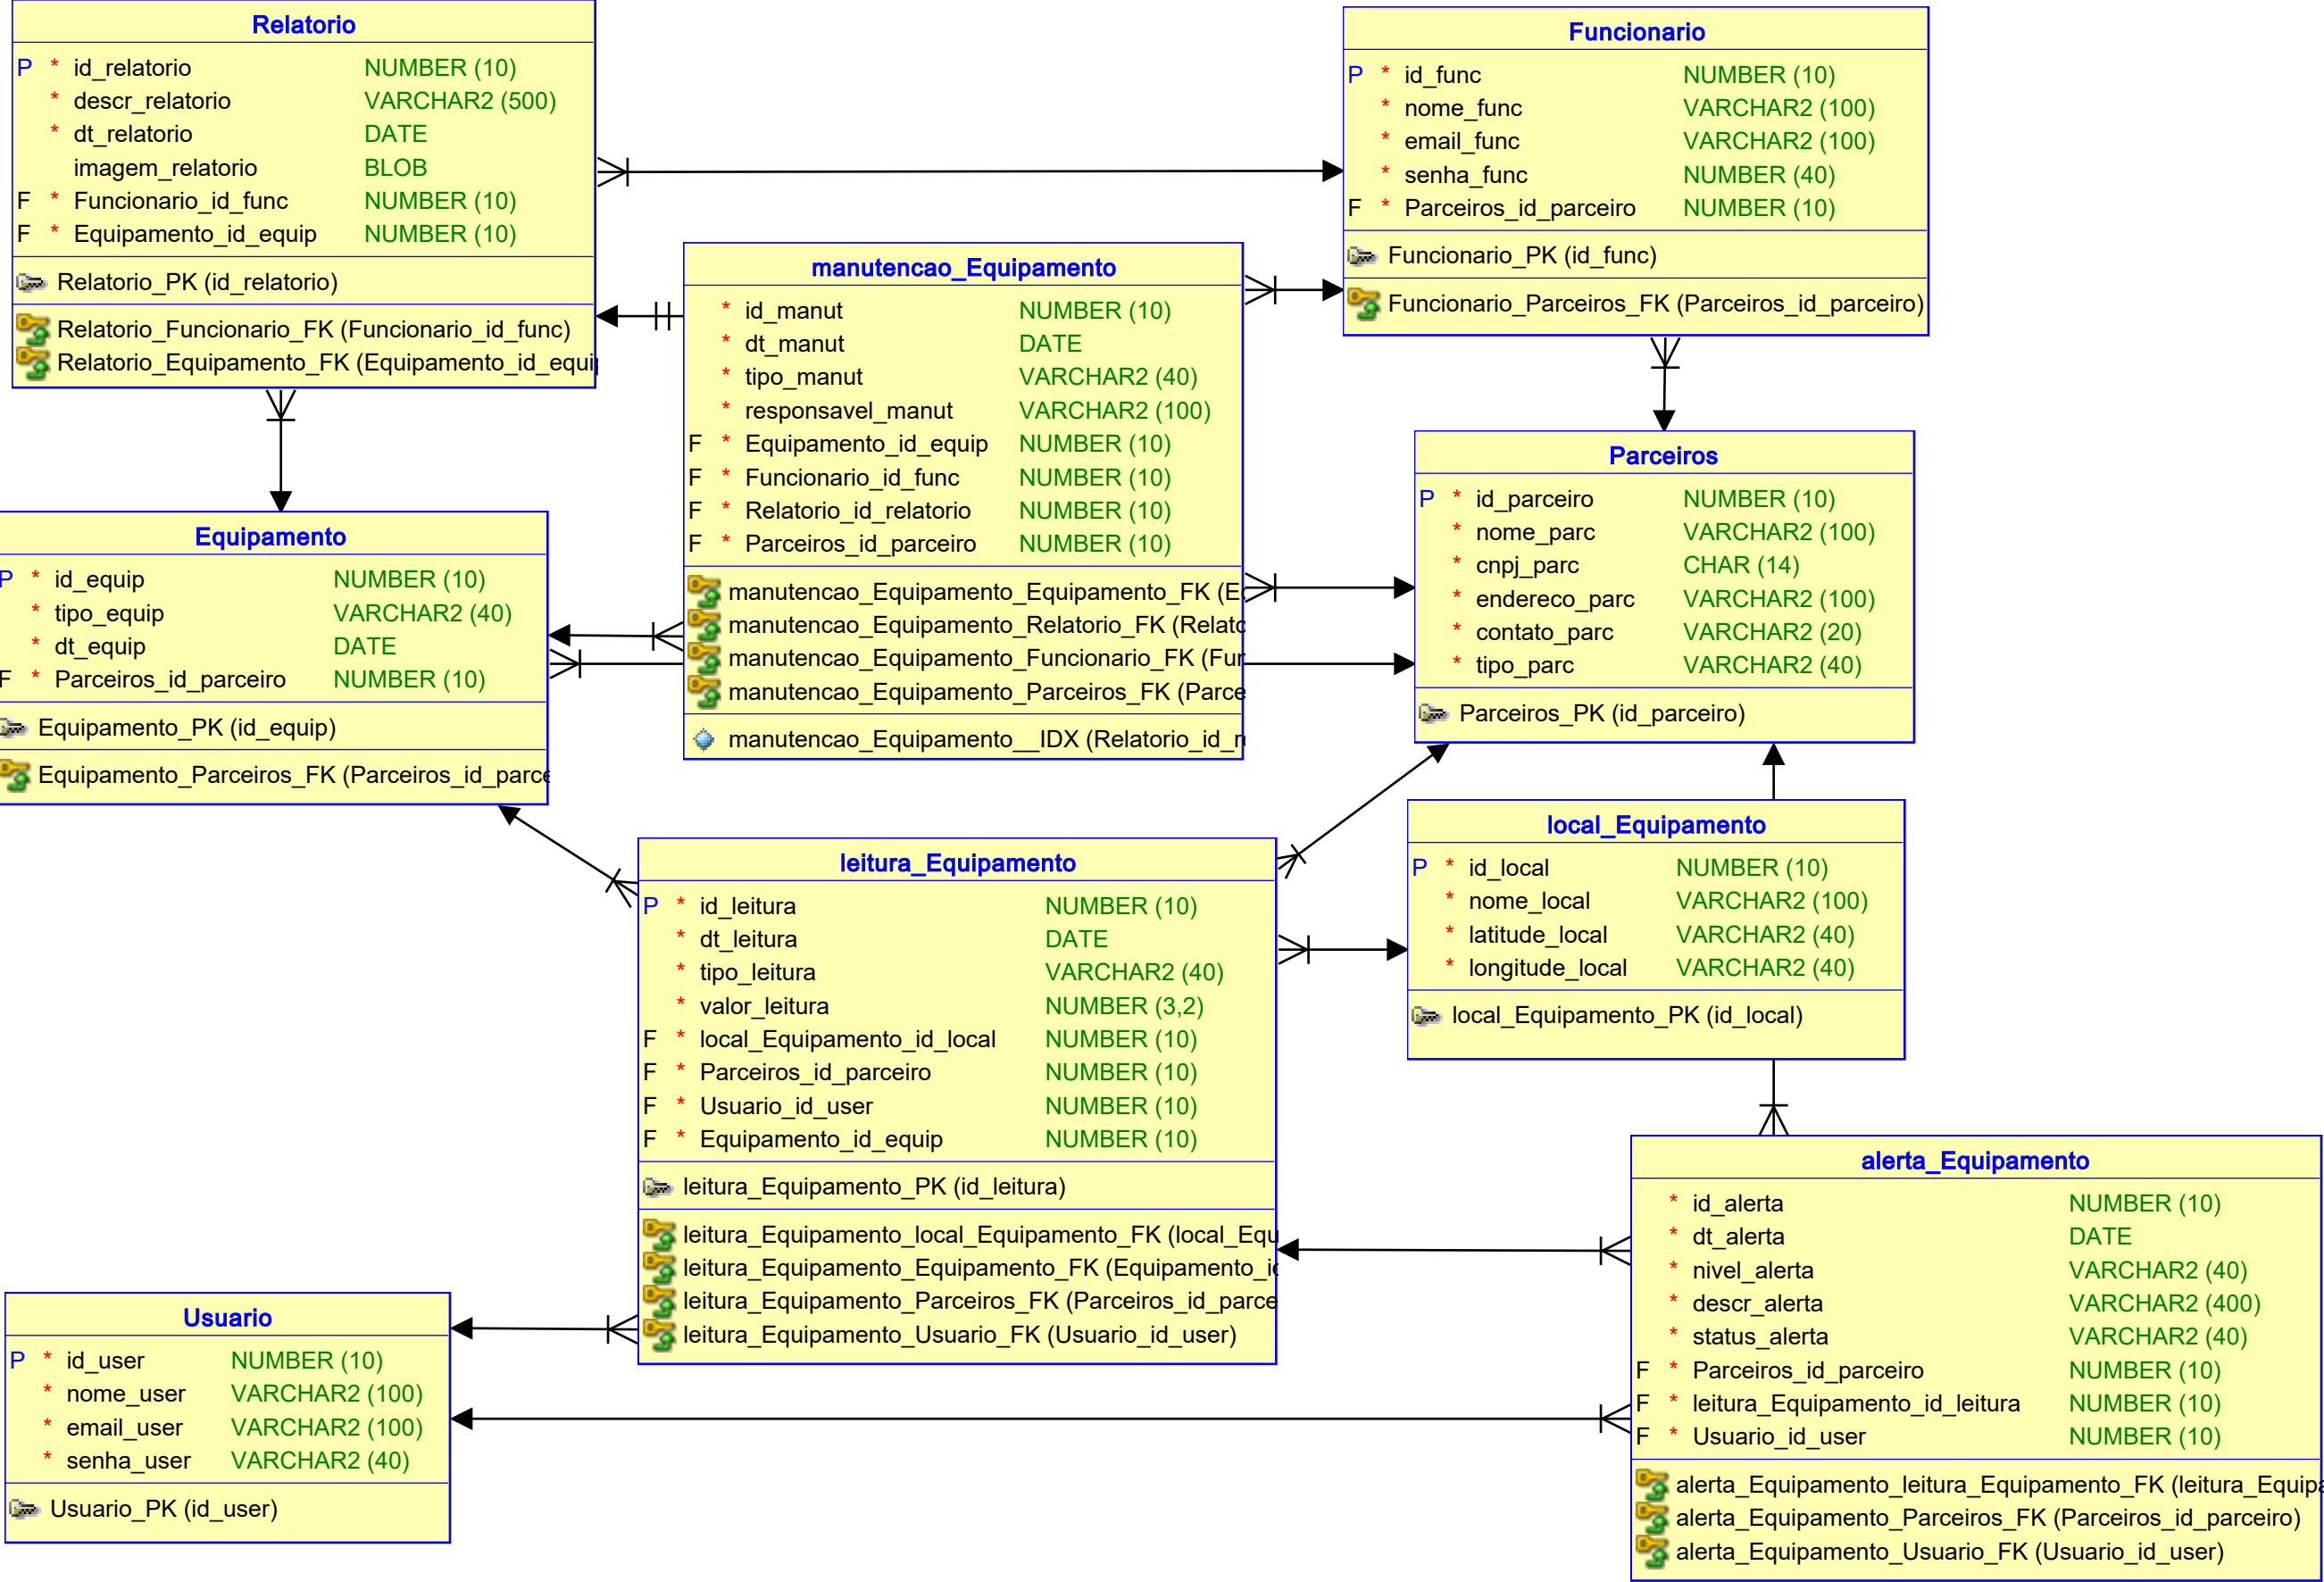 Relatorio
P * id_relatorio NUMBER (10)
* descr_relatorio VARCHAR2 (500)
* dt_relatorio DATE
imagem_relatorio BLOB
F * Funcionario_id_func NUMBER (10)
F * Equipamento_id_equip NUMBER (10)
Relatorio_PK (id_relatorio)
Relatorio_Funcionario_FK (Funcionario_id_func)
Relatorio_Equipamento_FK (Equipamento_id_equi
Funcionario
P * id_func NUMBER (10)
* nome_func VARCHAR2 (100)
* email_func VARCHAR2 (100)
* senha_func NUMBER (40)
F * Parceiros_id_parceiro NUMBER (10)
Funcionario_PK (id_func)
Funcionario_Parceiros_FK (Parceiros_id_parceiro)
manutencao_Equipamento
* id_manut NUMBER (10)
* dt_manut DATE
* tipo_manut VARCHAR2 (40)
* responsavel_manut VARCHAR2 (100)
F * Equipamento_id_equip NUMBER (10)
F * Funcionario_id_func NUMBER (10)
F * Relatorio_id_relatorio NUMBER (10)
F * Parceiros_id_parceiro NUMBER (10)
manutencao_Equipamento_Equipamento_FK (E
manutencao_Equipamento_Relatorio_FK (Relato
manutencao_Equipamento_Funcionario_FK (Fun
manutencao_Equipamento_Parceiros_FK (Parce
manutencao_Equipamento__IDX (Relatorio_id_r
Parceiros
P * id_parceiro NUMBER (10)
* nome_parc VARCHAR2 (100)
* cnpj_parc CHAR (14)
* endereco_parc VARCHAR2 (100)
* contato_parc VARCHAR2 (20)
* tipo_parc VARCHAR2 (40)
Parceiros_PK (id_parceiro)
Equipamento
P * id_equip NUMBER (10)
* tipo_equip VARCHAR2 (40)
* dt_equip DATE
F * Parceiros_id_parceiro NUMBER (10)
Equipamento_PK (id_equip)
Equipamento_Parceiros_FK (Parceiros_id_parce
leitura_Equipamento
P * id_leitura NUMBER (10)
* dt_leitura DATE
* tipo_leitura VARCHAR2 (40)
* valor_leitura NUMBER (3,2)
F * local_Equipamento_id_local NUMBER (10)
F * Parceiros_id_parceiro NUMBER (10)
F * Usuario_id_user NUMBER (10)
F * Equipamento_id_equip NUMBER (10)
leitura_Equipamento_PK (id_leitura)
leitura_Equipamento_local_Equipamento_FK (local_Equ
leitura_Equipamento_Equipamento_FK (Equipamento_id
leitura_Equipamento_Parceiros_FK (Parceiros_id_parce
leitura_Equipamento_Usuario_FK (Usuario_id_user)
local_Equipamento
P * id_local NUMBER (10)
* nome_local VARCHAR2 (100)
* latitude_local VARCHAR2 (40)
* longitude_local VARCHAR2 (40)
local_Equipamento_PK (id_local)
alerta_Equipamento
* id_alerta NUMBER (10)
* dt_alerta DATE
* nivel_alerta VARCHAR2 (40)
* descr_alerta VARCHAR2 (400)
* status_alerta VARCHAR2 (40)
F * Parceiros_id_parceiro NUMBER (10)
F * leitura_Equipamento_id_leitura NUMBER (10)
F * Usuario_id_user NUMBER (10)
alerta_Equipamento_leitura_Equipamento_FK (leitura_Equipa
alerta_Equipamento_Parceiros_FK (Parceiros_id_parceiro)
alerta_Equipamento_Usuario_FK (Usuario_id_user)
Usuario
P * id_user NUMBER (10)
* nome_user VARCHAR2 (100)
* email_user VARCHAR2 (100)
* senha_user VARCHAR2 (40)
Usuario_PK (id_user)